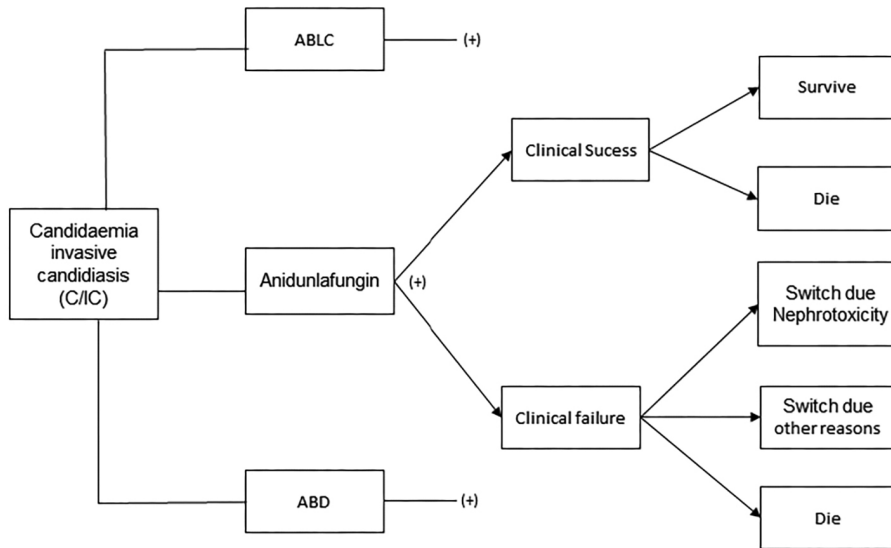 ABLC
(+)
Survive
Clinical Sucess
Die
Candidaemia
invasive
candidiasis
(C/IC)
Anidunlafungin
(+)
Switch due
Nephrotoxicity
Clinical failure
Switch due
other reasons
ABD
(+)
Die